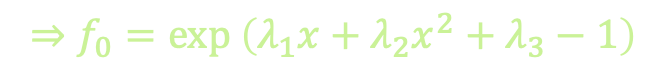 ⇒ f₀ = exp (λ₁x + λ₂x² + λ₃ − 1)